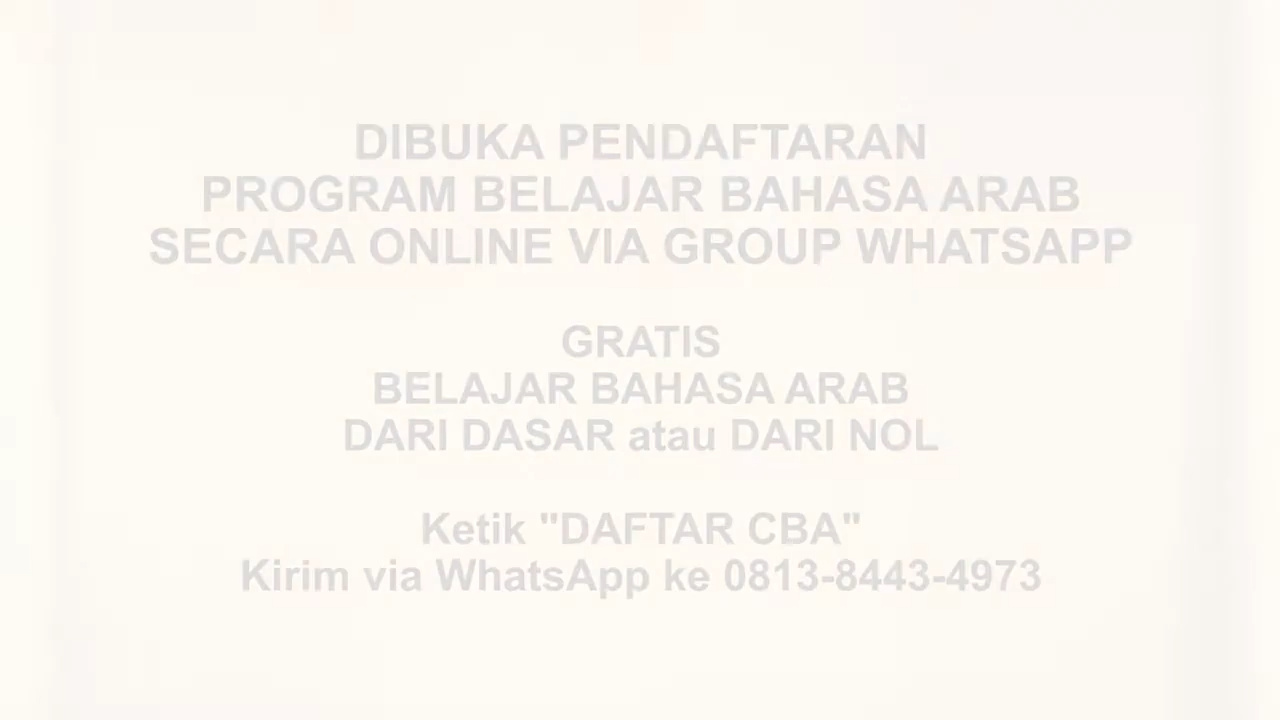 DIBUKA PENDAFTARAN
PROGRAM BELAJAR BAHASA ARAB
SECARA ONLINE VIA GROUP WHATSAPP
GRATIS
BELAJAR BAHASA ARAB
DARI DASAR atau DARI NOL
Ketik "DAFTAR CBA"
Kirim via WhatsApp ke 0813-8443-4973